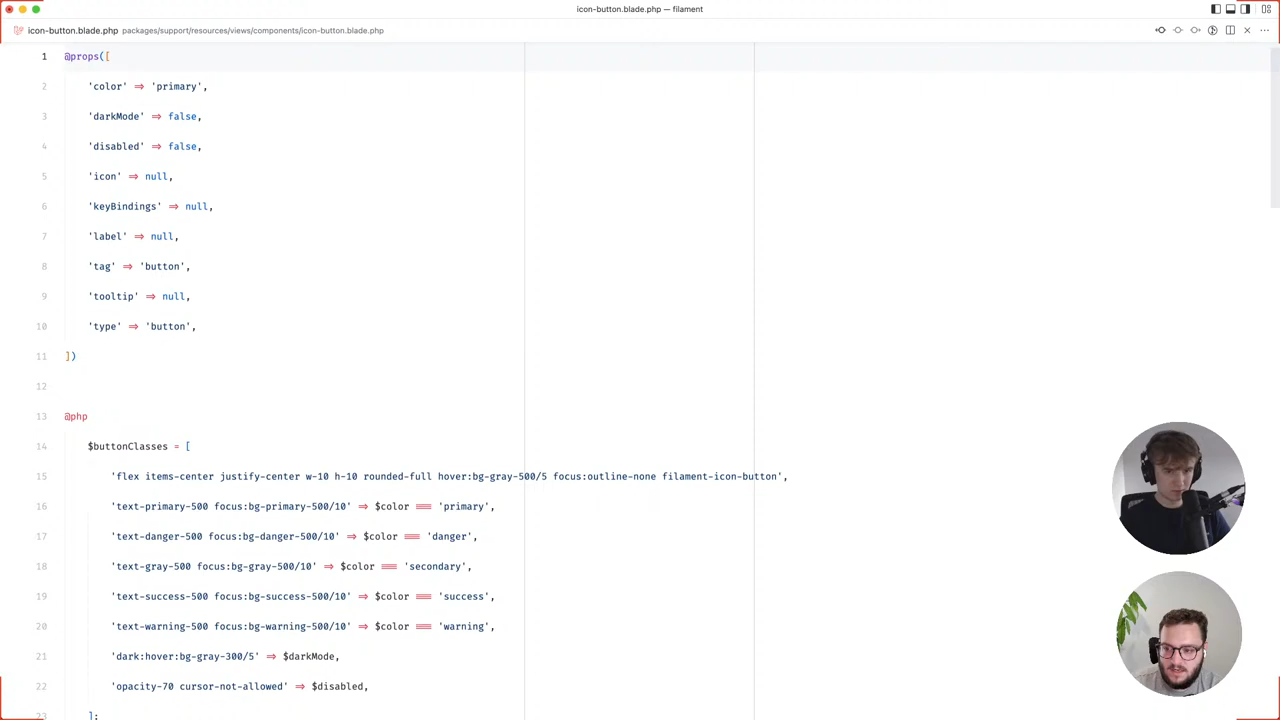 icon-button.blade.php — filament
icon-button.blade.php packages/support/resources/views/components/icon-button.blade.php
1 @props([
2 'color' => 'primary',
3 'darkMode' => false,
4 'disabled' => false,
5 'icon' => null,
6 'keyBindings' => null,
7 'label' => null,
8 'tag' => 'button',
9 'tooltip' => null,
10 'type' => 'button',
11 ])
12
13 @php
14 $buttonClasses = [
15 'flex items-center justify-center w-10 h-10 rounded-full hover:bg-gray-500/5 focus:outline-none filament-icon-button',
16 'text-primary-500 focus:bg-primary-500/10' => $color === 'primary',
17 'text-danger-500 focus:bg-danger-500/10' => $color === 'danger',
18 'text-gray-500 focus:bg-gray-500/10' => $color === 'secondary',
19 'text-success-500 focus:bg-success-500/10' => $color === 'success',
20 'text-warning-500 focus:bg-warning-500/10' => $color === 'warning',
21 'dark:hover:bg-gray-300/5' => $darkMode,
22 'opacity-70 cursor-not-allowed' => $disabled,
23 ];